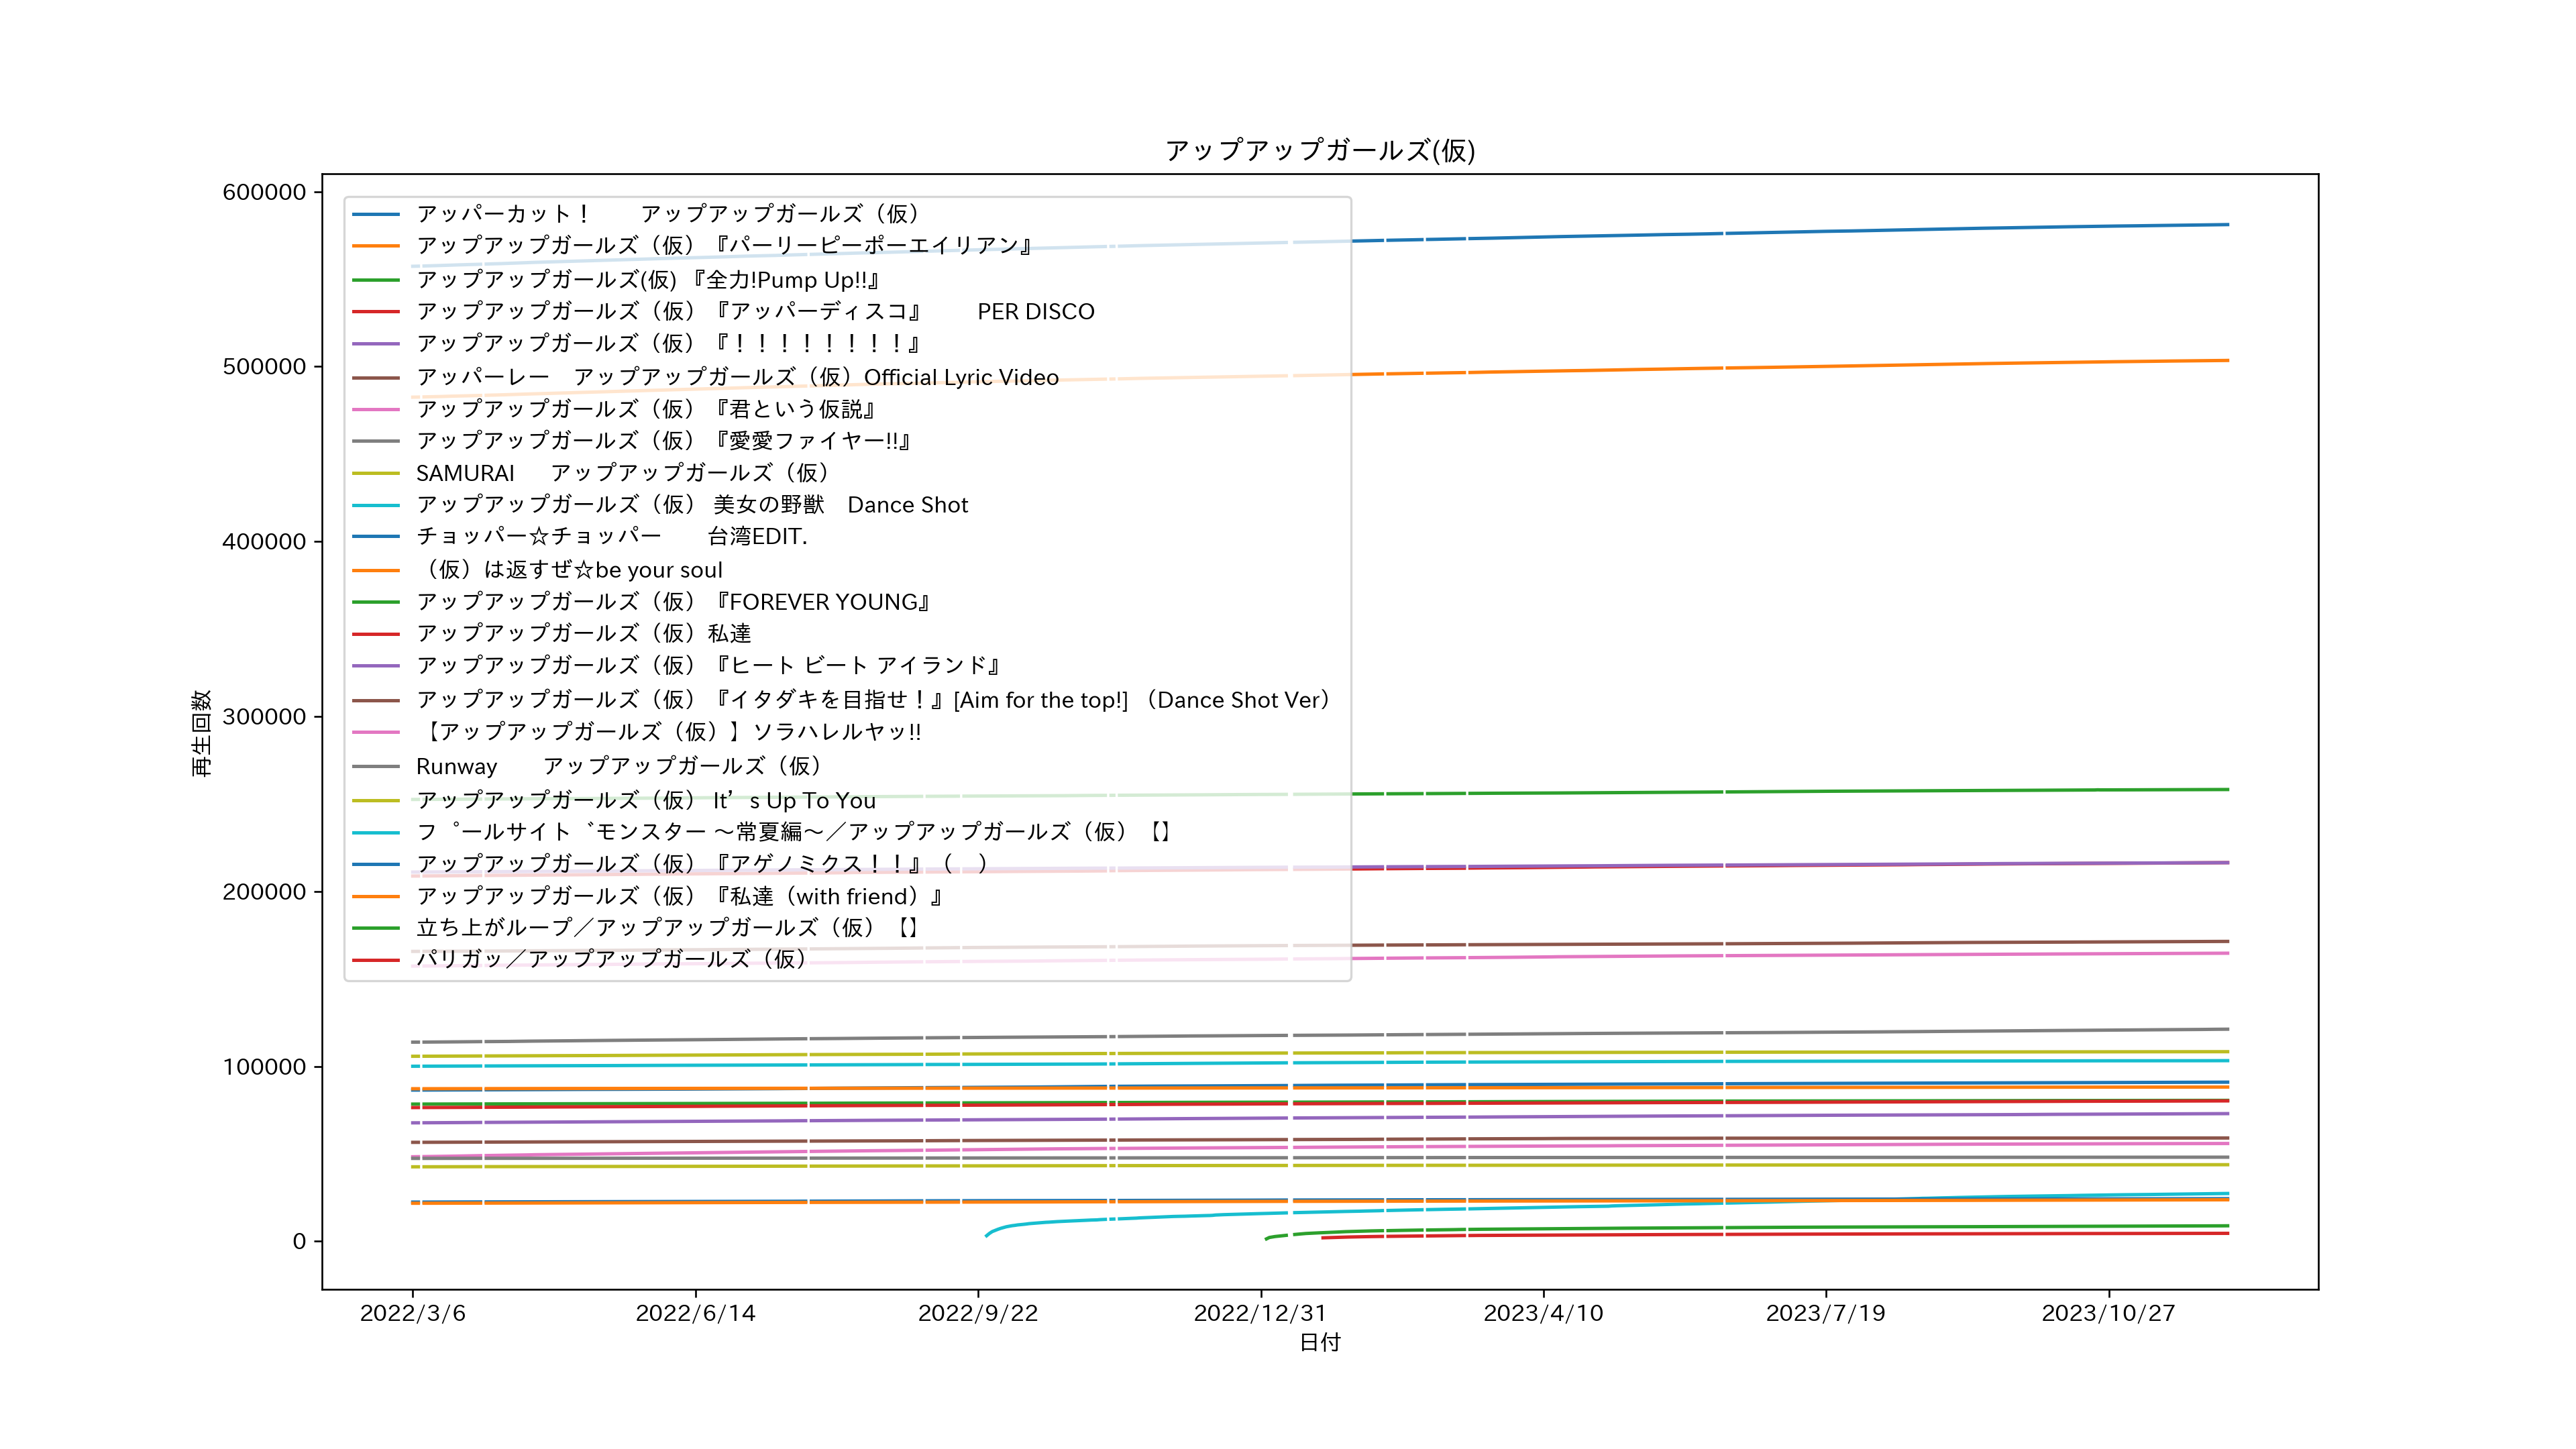 アップアップガールズ(仮)
600000
500000
400000
300000
200000
100000
0
再生回数
アッパーカット！　　アップアップガールズ（仮）
アップアップガールズ（仮）『パーリーピーポーエイリアン』
アップアップガールズ(仮) 『全力!Pump Up!!』
アップアップガールズ（仮）『アッパーディスコ』　　PER DISCO
アップアップガールズ（仮）『！！！！！！！！』
アッパーレー　アップアップガールズ（仮）Official Lyric Video
アップアップガールズ（仮）『君という仮説』
アップアップガールズ（仮）『愛愛ファイヤー!!』
SAMURAI　 アップアップガールズ（仮）
アップアップガールズ（仮） 美女の野獣　Dance Shot
チョッパー☆チョッパー　　台湾EDIT.
（仮）は返すぜ☆be your soul
アップアップガールズ（仮）『FOREVER YOUNG』
アップアップガールズ（仮）私達
アップアップガールズ（仮）『ヒート ビート アイランド』
アップアップガールズ（仮）『イタダキを目指せ！』[Aim for the top!] （Dance Shot Ver）
【アップアップガールズ（仮）】ソラハレルヤッ!!
Runway　　アップアップガールズ（仮）
アップアップガールズ（仮） It’s Up To You
フ゜ールサイト゛モンスター 〜常夏編〜／アップアップガールズ（仮）【】
アップアップガールズ（仮）『アゲノミクス！！』（　）
アップアップガールズ（仮）『私達（with friend）』
立ち上がループ／アップアップガールズ（仮）【】
パリガッ／アップアップガールズ（仮）
2022/3/6
2022/6/14
2022/9/22
2022/12/31
2023/4/10
2023/7/19
2023/10/27
日付